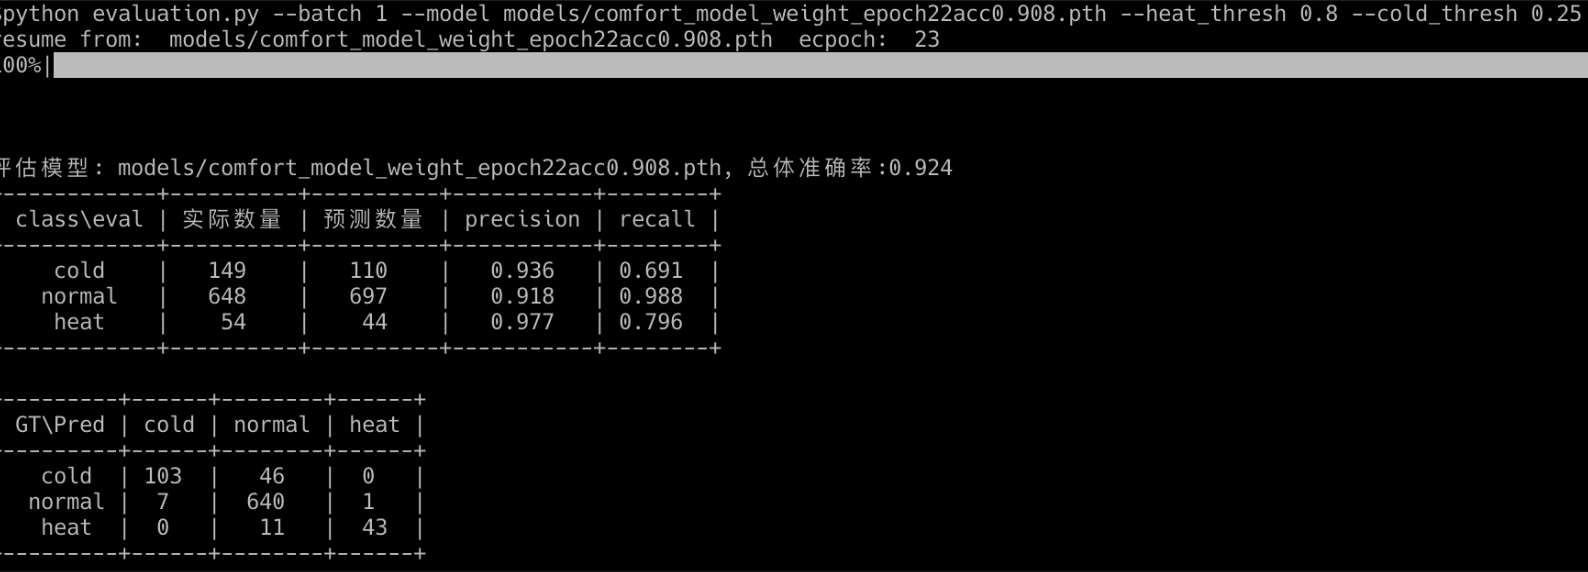 $python evaluation.py --batch 1 --model models/comfort_model_weight_epoch22acc0.908.pth --heat_thresh 0.8 --cold_thresh 0.25
resume from:  models/comfort_model_weight_epoch22acc0.908.pth  ecpoch:  23
100%|
评估模型: models/comfort_model_weight_epoch22acc0.908.pth, 总体准确率:0.924
class\eval | 实际数量 | 预测数量 | precision | recall |
cold | 149 | 110 | 0.936 | 0.691 |
normal | 648 | 697 | 0.918 | 0.988 |
heat | 54 | 44 | 0.977 | 0.796 |
GT\Pred | cold | normal | heat |
cold | 103 | 46 | 0 |
normal | 7 | 640 | 1 |
heat | 0 | 11 | 43 |